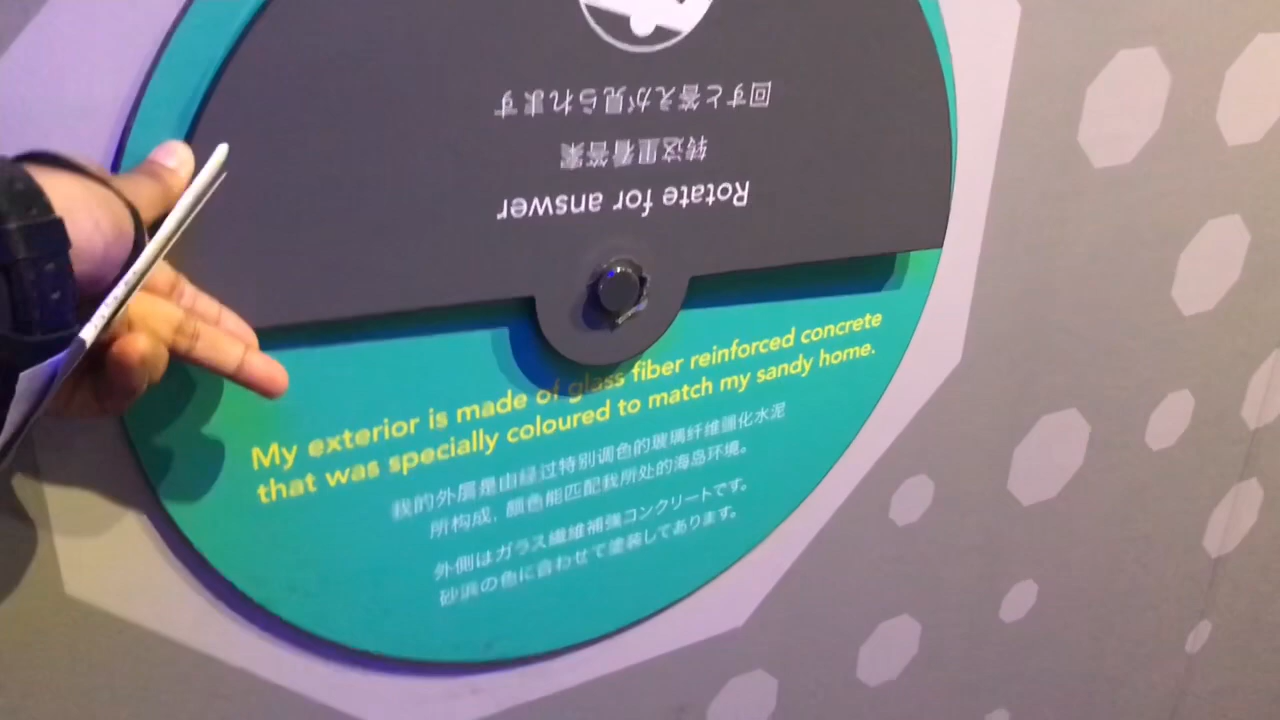 回すと答えが見られます
转这里看答案
Rotate for answer
My exterior is made of glass fiber reinforced concrete
that was specially coloured to match my sandy home.
我的外层是由经过特别调色的玻璃纤维强化水泥
所构成，颜色能匹配我所处的海岛环境。
外側はガラス繊維補強コンクリートです。
砂浜の色に合わせて塗装してあります。